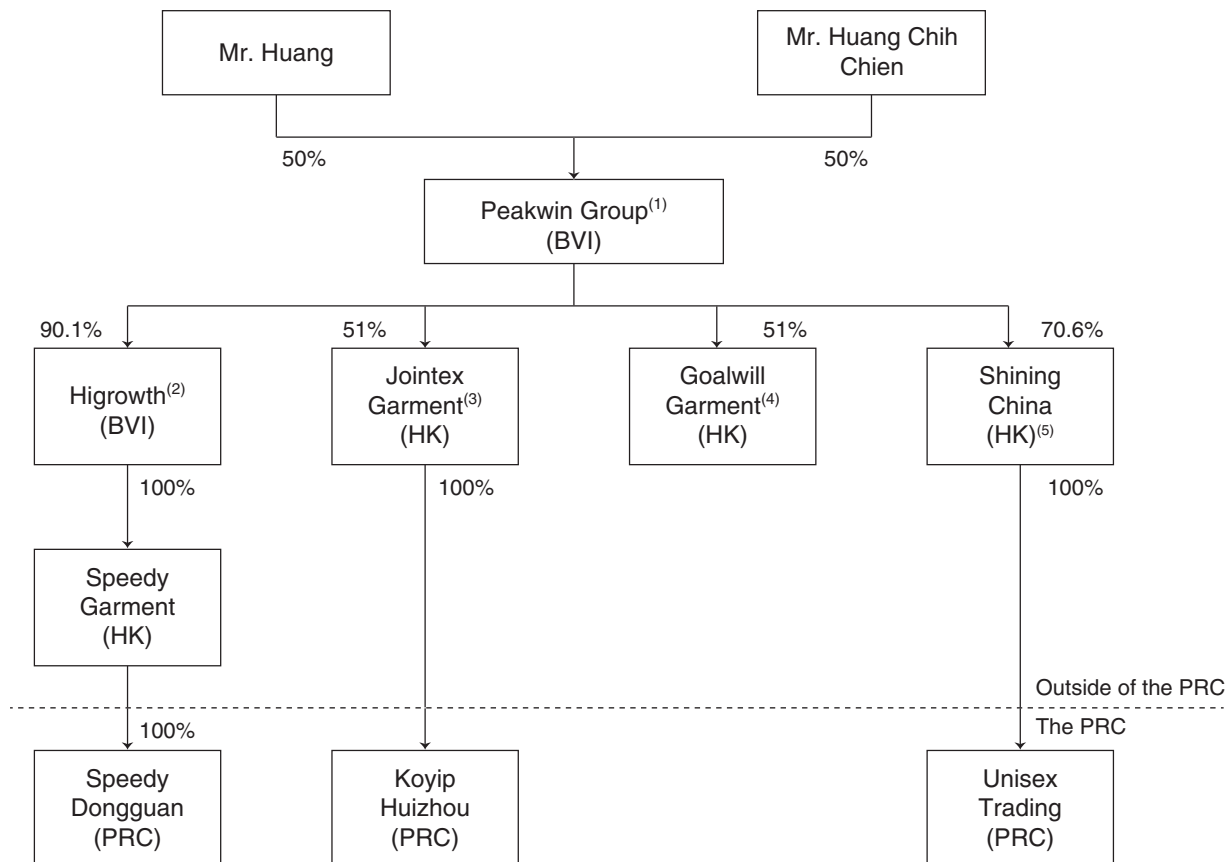 Mr. Huang
Mr. Huang Chih
Chien
50%
50%
Peakwin Group(1)
(BVI)
90.1%
51%
51%
70.6%
Higrowth(2)
(BVI)
Jointex
Garment(3)
(HK)
Goalwill
Garment(4)
(HK)
Shining
China
(HK)(5)
100%
100%
100%
Speedy
Garment
(HK)
Outside of the PRC
The PRC
100%
Speedy
Dongguan
(PRC)
Koyip
Huizhou
(PRC)
Unisex
Trading
(PRC)